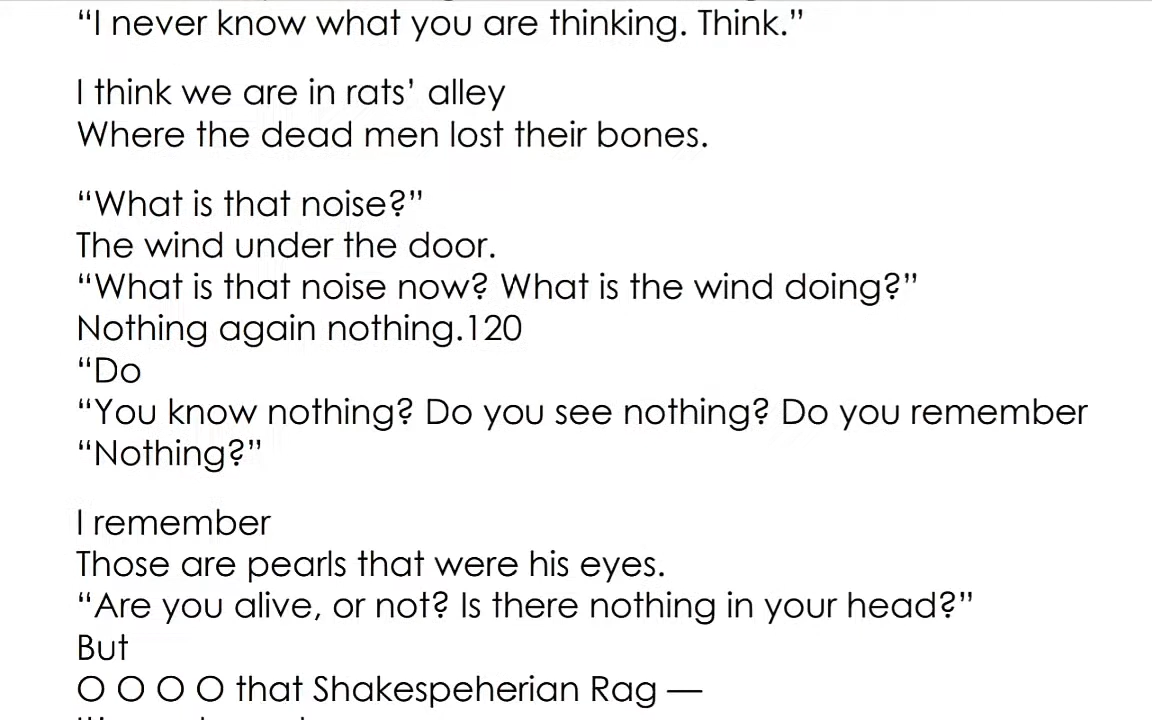 “I never know what you are thinking. Think.”
I think we are in rats’ alley
Where the dead men lost their bones.
“What is that noise?”
The wind under the door.
“What is that noise now? What is the wind doing?”
Nothing again nothing.120
“Do
“You know nothing? Do you see nothing? Do you remember
“Nothing?”
I remember
Those are pearls that were his eyes.
“Are you alive, or not? Is there nothing in your head?”
But
O O O O that Shakespeherian Rag —